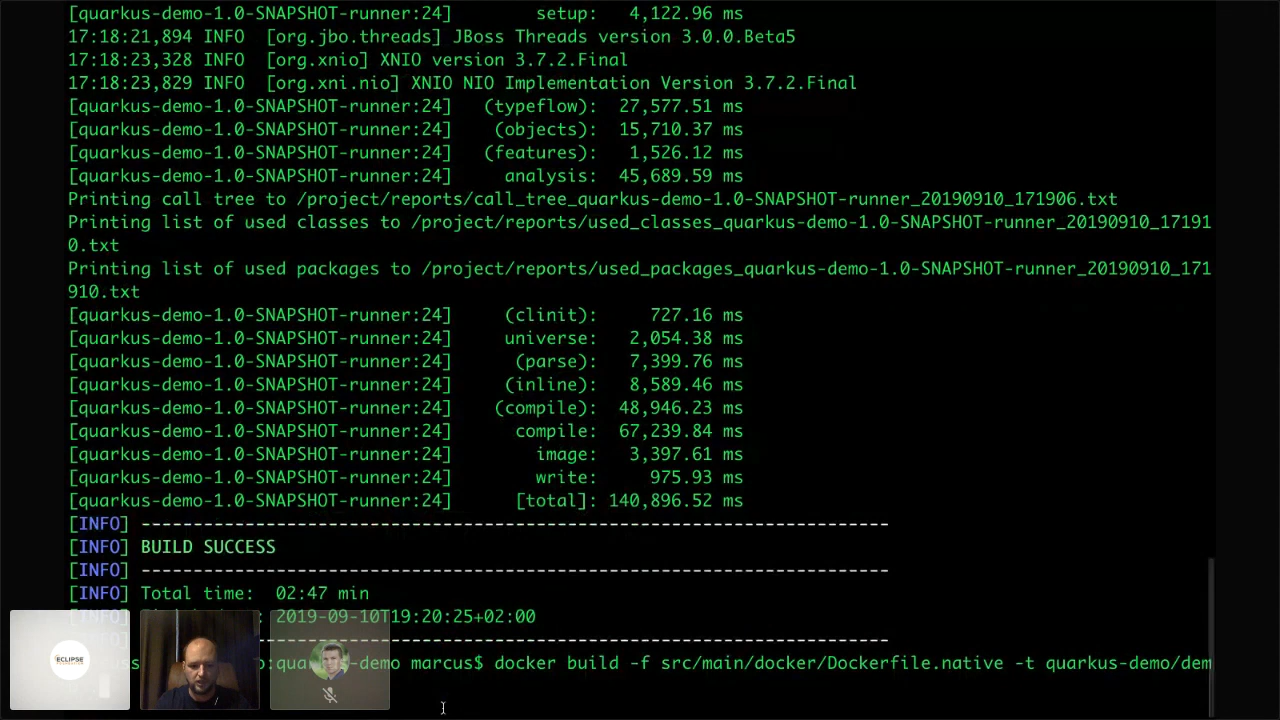 [quarkus-demo-1.0-SNAPSHOT-runner:24]        setup:   4,122.96 ms
17:18:21,894 INFO  [org.jbo.threads] JBoss Threads version 3.0.0.Beta5
17:18:23,328 INFO  [org.xnio] XNIO version 3.7.2.Final
17:18:23,829 INFO  [org.xni.nio] XNIO NIO Implementation Version 3.7.2.Final
[quarkus-demo-1.0-SNAPSHOT-runner:24]   (typeflow):  27,577.51 ms
[quarkus-demo-1.0-SNAPSHOT-runner:24]    (objects):  15,710.37 ms
[quarkus-demo-1.0-SNAPSHOT-runner:24]   (features):   1,526.12 ms
[quarkus-demo-1.0-SNAPSHOT-runner:24]     analysis:  45,689.59 ms
Printing call tree to /project/reports/call_tree_quarkus-demo-1.0-SNAPSHOT-runner_20190910_171906.txt
Printing list of used classes to /project/reports/used_classes_quarkus-demo-1.0-SNAPSHOT-runner_20190910_17191
0.txt
Printing list of used packages to /project/reports/used_packages_quarkus-demo-1.0-SNAPSHOT-runner_20190910_171
910.txt
[quarkus-demo-1.0-SNAPSHOT-runner:24]     (clinit):     727.16 ms
[quarkus-demo-1.0-SNAPSHOT-runner:24]     universe:   2,054.38 ms
[quarkus-demo-1.0-SNAPSHOT-runner:24]      (parse):   7,399.76 ms
[quarkus-demo-1.0-SNAPSHOT-runner:24]     (inline):   8,589.46 ms
[quarkus-demo-1.0-SNAPSHOT-runner:24]    (compile):  48,946.23 ms
[quarkus-demo-1.0-SNAPSHOT-runner:24]      compile:  67,239.84 ms
[quarkus-demo-1.0-SNAPSHOT-runner:24]        image:   3,397.61 ms
[quarkus-demo-1.0-SNAPSHOT-runner:24]        write:     975.93 ms
[quarkus-demo-1.0-SNAPSHOT-runner:24]      [total]: 140,896.52 ms
[INFO] ------------------------------------------------------------------------
[INFO] BUILD SUCCESS
[INFO] ------------------------------------------------------------------------
[INFO] Total time:  02:47 min
2019-09-10T19:20:25+02:00
------------------------------------------------------------------------
marcus$ docker build -f src/main/docker/Dockerfile.native -t quarkus-demo/dem
ECLIPSE